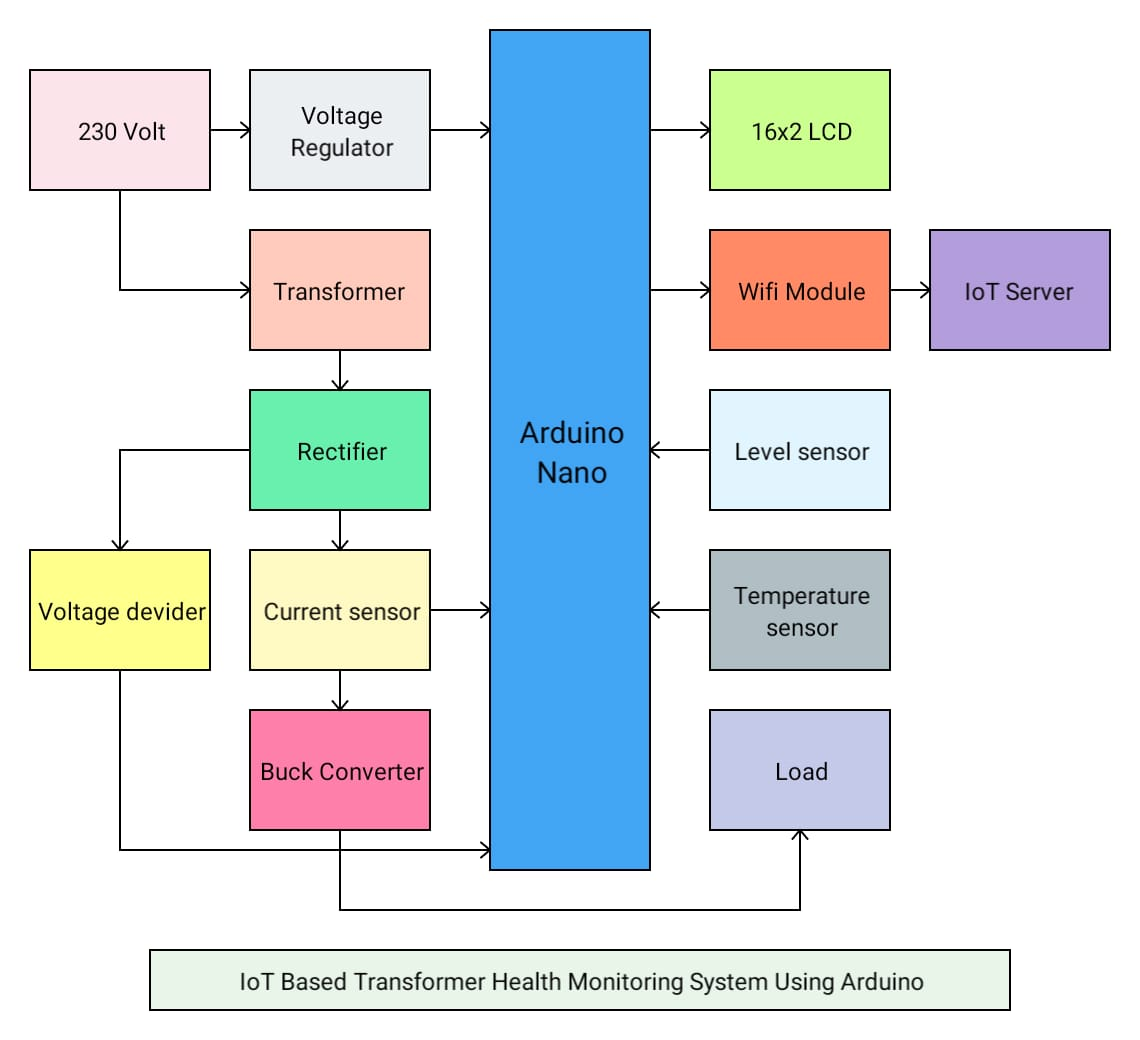 230 Volt
Voltage
Regulator
16x2 LCD
Transformer
Wifi Module
IoT Server
Rectifier
Arduino
Nano
Level sensor
Voltage devider
Current sensor
Temperature
sensor
Buck Converter
Load
IoT Based Transformer Health Monitoring System Using Arduino